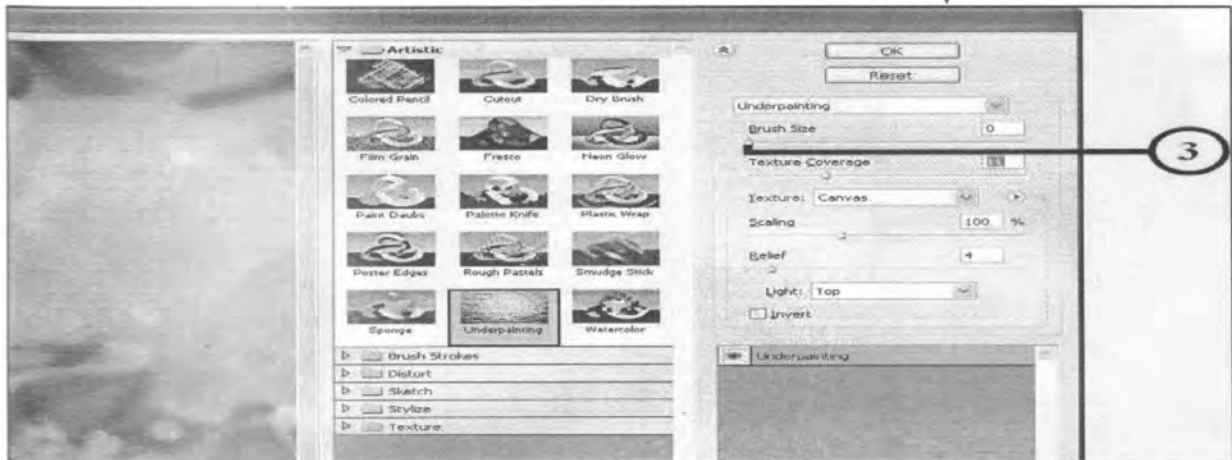 Artistic
Colored Pencil
Cutout
Dry Brush
Film Grain
Fresco
Neon Glow
Paint Daubs
Palette Knife
Plastic Wrap
Poster Edges
Rough Pastels
Smudge Stick
Sponge
Underpainting
Watercolor
Brush Strokes
Distort
Sketch
Stylize
Texture
OK
Reset
Underpainting
Brush Size 0
Texture Coverage 11
Texture: Canvas
Scaling 100 %
Relief 4
Light: Top
Invert
Underpainting
3